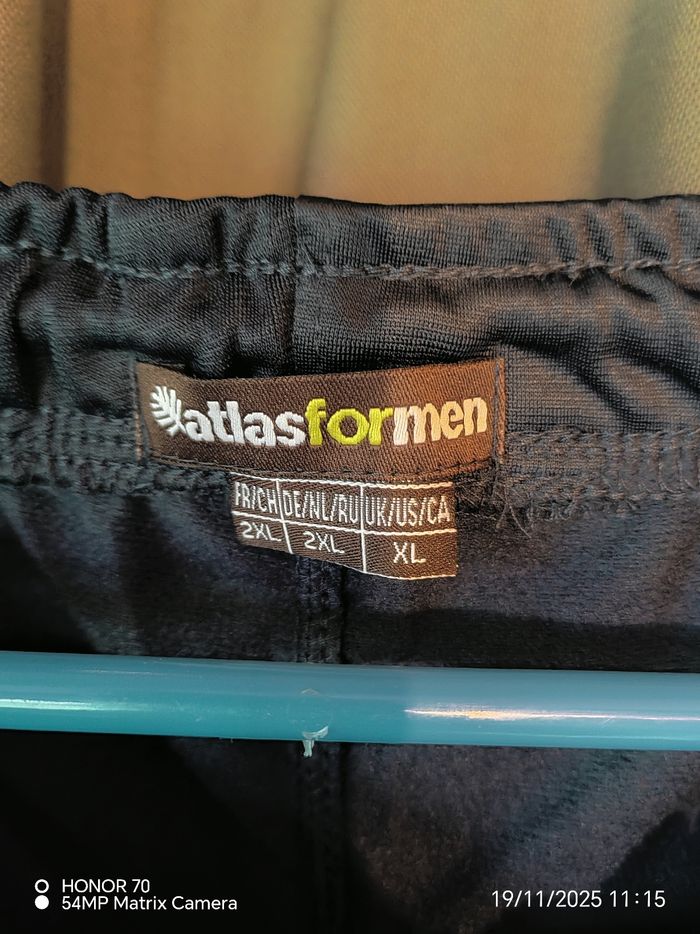 atlasformen
FR/CH DE/NL/RU UK/US/CA
2XL 2XL XL
HONOR 70
54MP Matrix Camera
19/11/2025 11:15